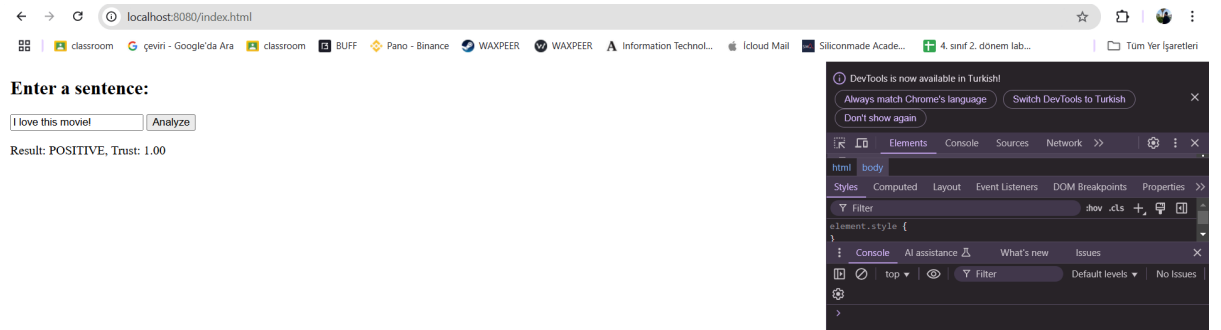 localhost:8080/index.html
classroom G çeviri - Google'da Ara classroom BUFF Pano - Binance WAXPEER WAXPEER Information Technol... Icloud Mail Siliconmade Acade... 4. sınıf 2. dönem lab... Tüm Yer İşaretleri
Enter a sentence:
I love this movie! Analyze
Result: POSITIVE, Trust: 1.00
DevTools is now available in Turkish!
Always match Chrome's language Switch DevTools to Turkish
Don't show again
Elements Console Sources Network
html body
Styles Computed Layout Event Listeners DOM Breakpoints Properties
Filter :hov .cls
element.style {
}
Console AI assistance What's new Issues
top Filter Default levels No Issues